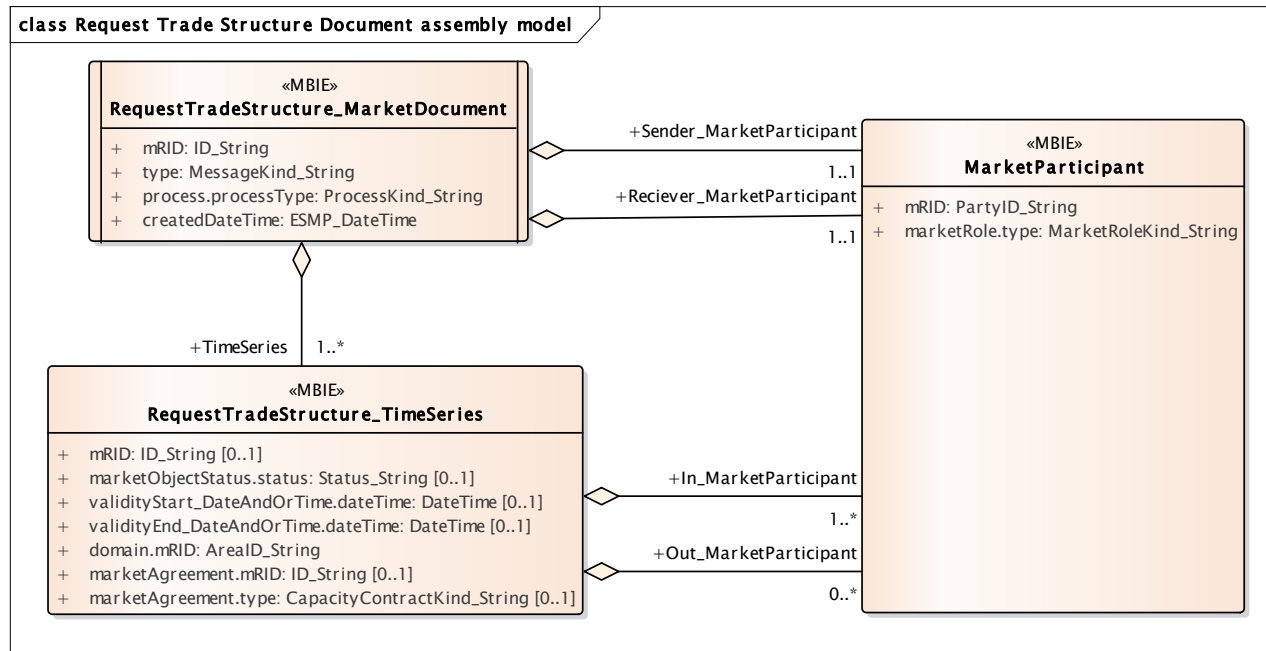 class Request Trade Structure Document assembly model
«MBIE»
RequestTradeStructure_MarketDocument
+ mRID: ID_String
+ type: MessageKind_String
+ process.processType: ProcessKind_String
+ createdDateTime: ESMP_DateTime
+Sender_MarketParticipant
1..1
+Reciever_MarketParticipant
1..1
«MBIE»
MarketParticipant
+ mRID: PartyID_String
+ marketRole.type: MarketRoleKind_String
+TimeSeries 1..*
«MBIE»
RequestTradeStructure_TimeSeries
+ mRID: ID_String [0..1]
+ marketObjectStatus.status: Status_String [0..1]
+ validityStart_DateAndOrTime.dateTime: DateTime [0..1]
+ validityEnd_DateAndOrTime.dateTime: DateTime [0..1]
+ domain.mRID: AreaID_String
+ marketAgreement.mRID: ID_String [0..1]
+ marketAgreement.type: CapacityContractKind_String [0..1]
+In_MarketParticipant
1..*
+Out_MarketParticipant
0..*